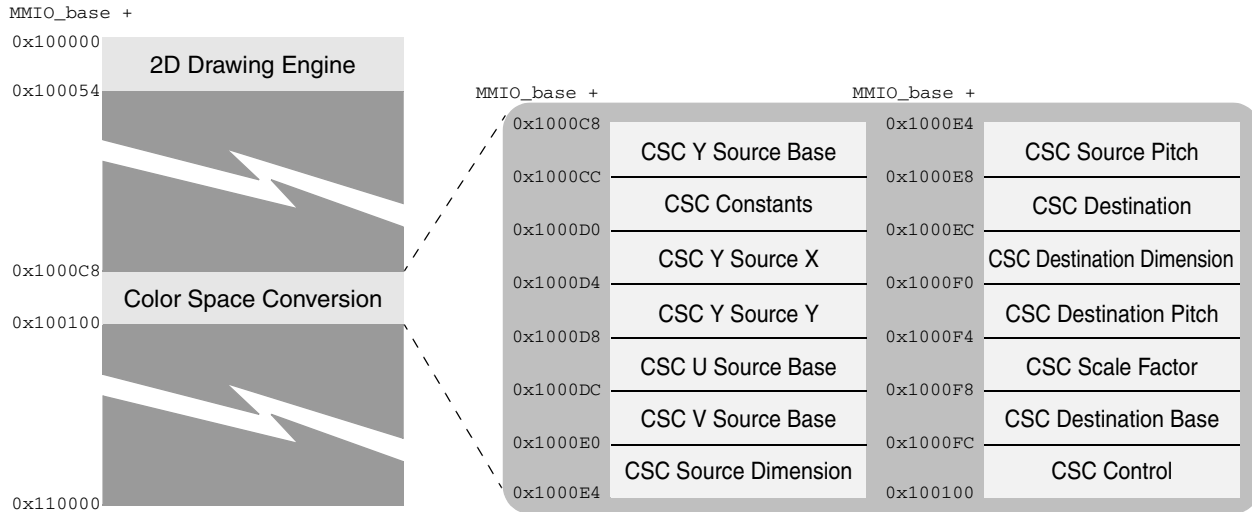 MMIO_base +
0x100000
2D Drawing Engine
0x100054
0x1000C8
Color Space Conversion
0x100100
0x110000
MMIO_base +
0x1000C8
CSC Y Source Base
0x1000CC
CSC Constants
0x1000D0
CSC Y Source X
0x1000D4
CSC Y Source Y
0x1000D8
CSC U Source Base
0x1000DC
CSC V Source Base
0x1000E0
CSC Source Dimension
0x1000E4
MMIO_base +
0x1000E4
CSC Source Pitch
0x1000E8
CSC Destination
0x1000EC
CSC Destination Dimension
0x1000F0
CSC Destination Pitch
0x1000F4
CSC Scale Factor
0x1000F8
CSC Destination Base
0x1000FC
CSC Control
0x100100